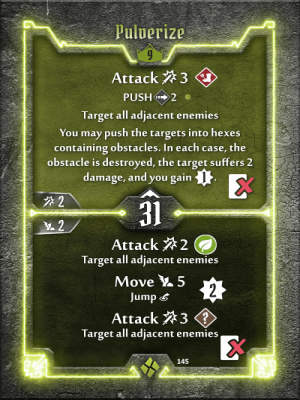 Pulverize
9
Attack 3
PUSH 2
Target all adjacent enemies
You may push the targets into hexes
containing obstacles. In each case, the
obstacle is destroyed, the target suffers 2
damage, and you gain 1.
2
31
2
Attack 2
Target all adjacent enemies
Move 5
Jump
2
Attack 3 ?
Target all adjacent enemies
145